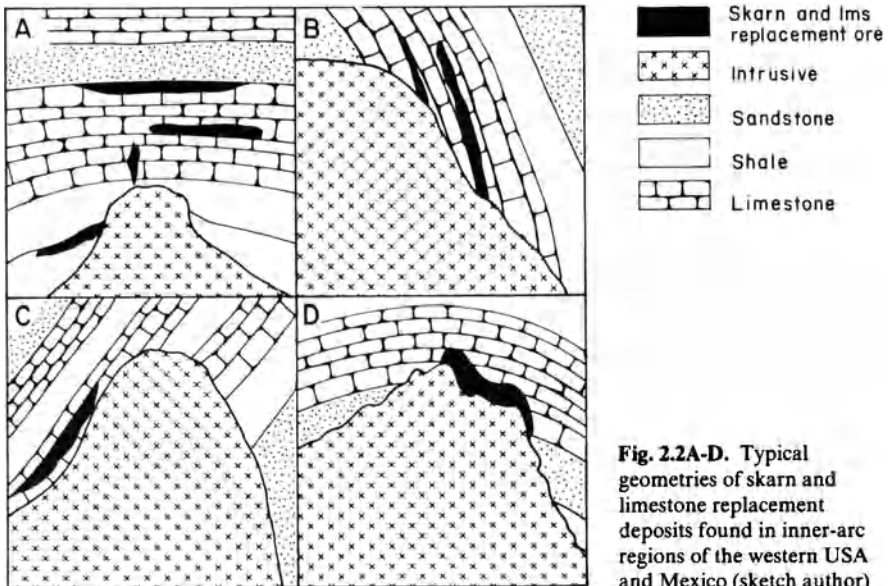 A
B
C
D
Skarn and lms
replacement ore
Intrusive
Sandstone
Shale
Limestone
Fig. 2.2A-D. Typical
geometries of skarn and
limestone replacement
deposits found in inner-arc
regions of the western USA
and Mexico (sketch author)